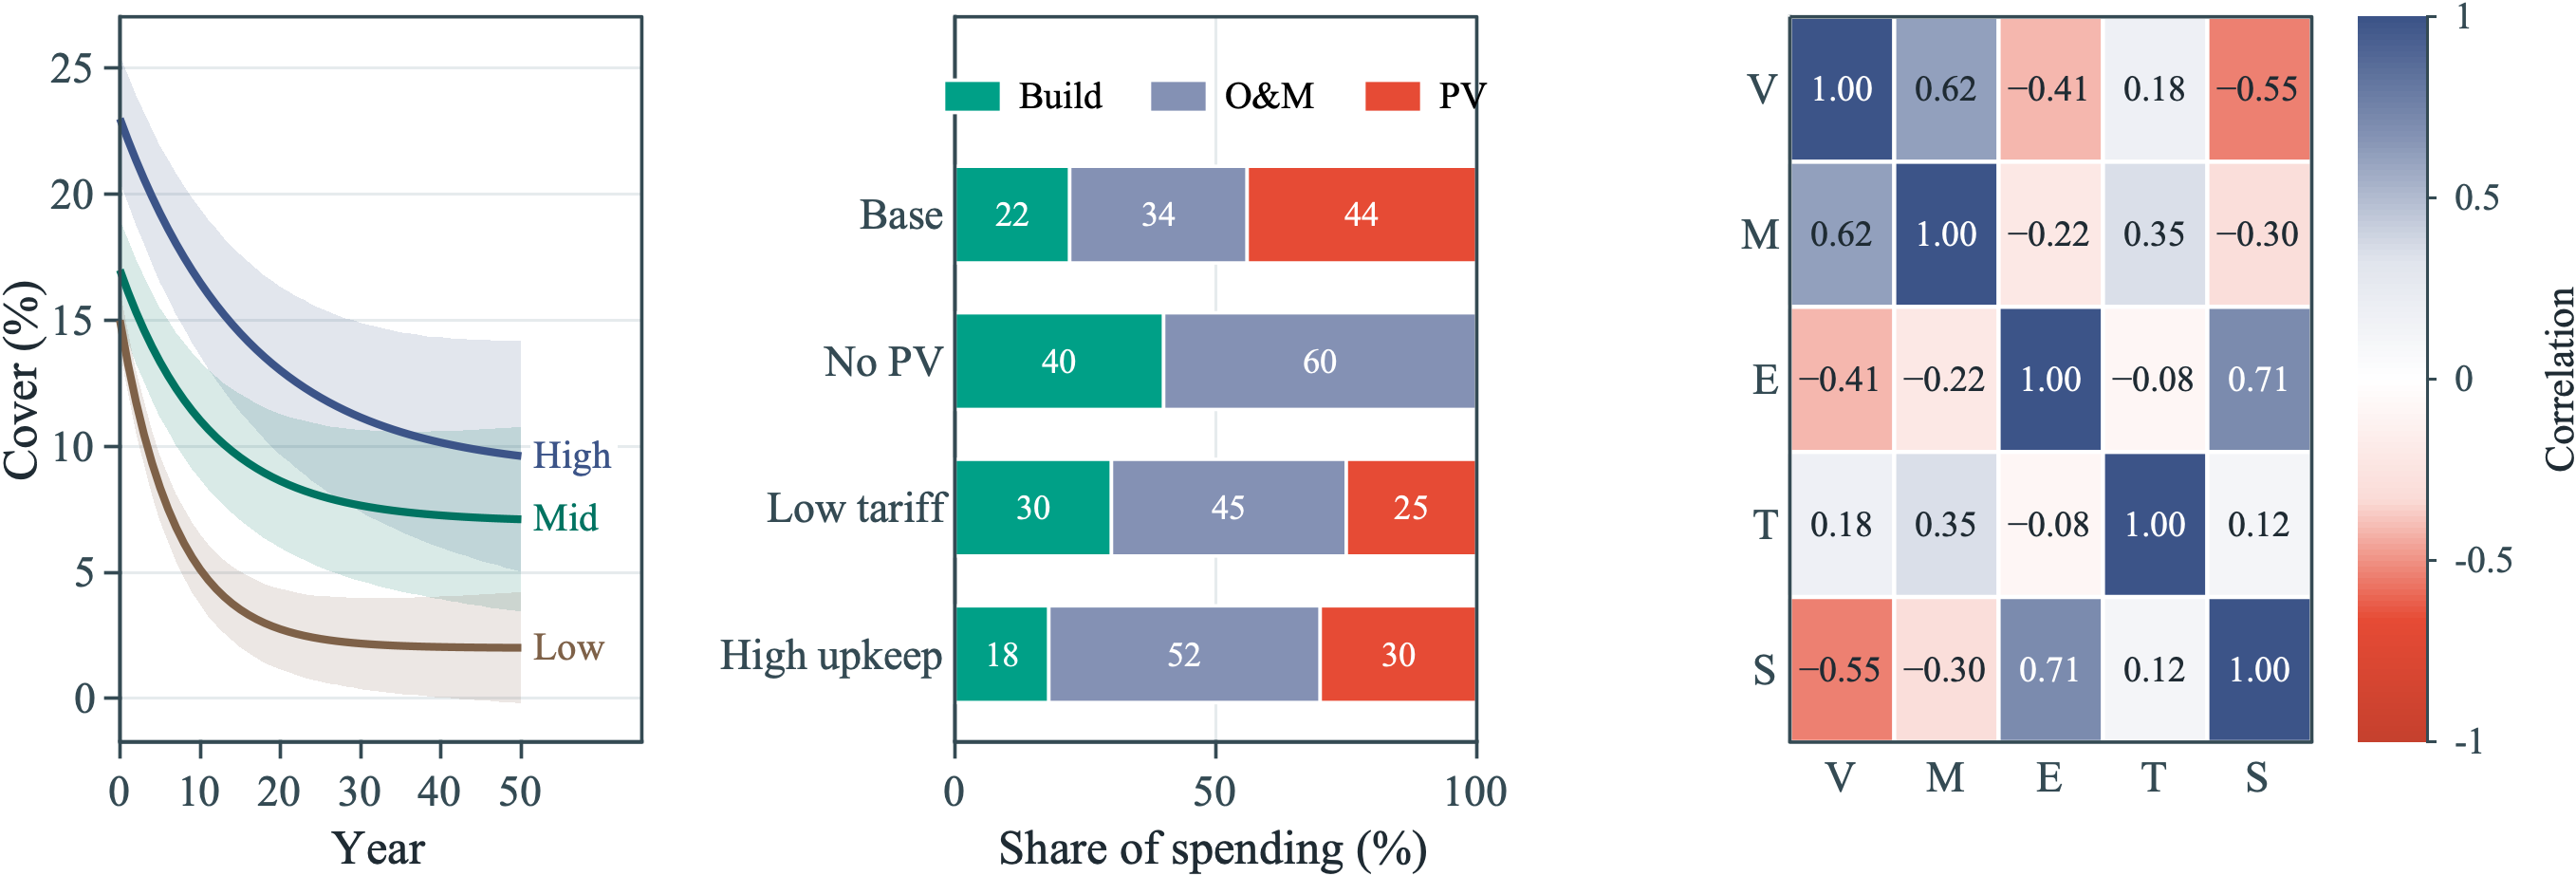 25
20
15
10
5
0
Cover (%)
High
Mid
Low
0 10 20 30 40 50
Year
Build O&M PV
Base 22 34 44
No PV 40 60
Low tariff 30 45 25
High upkeep 18 52 30
0 50 100
Share of spending (%)
V 1.00 0.62 −0.41 0.18 −0.55
M 0.62 1.00 −0.22 0.35 −0.30
E −0.41 −0.22 1.00 −0.08 0.71
T 0.18 0.35 −0.08 1.00 0.12
S −0.55 −0.30 0.71 0.12 1.00
V M E T S
1
0.5
0
-0.5
-1
Correlation